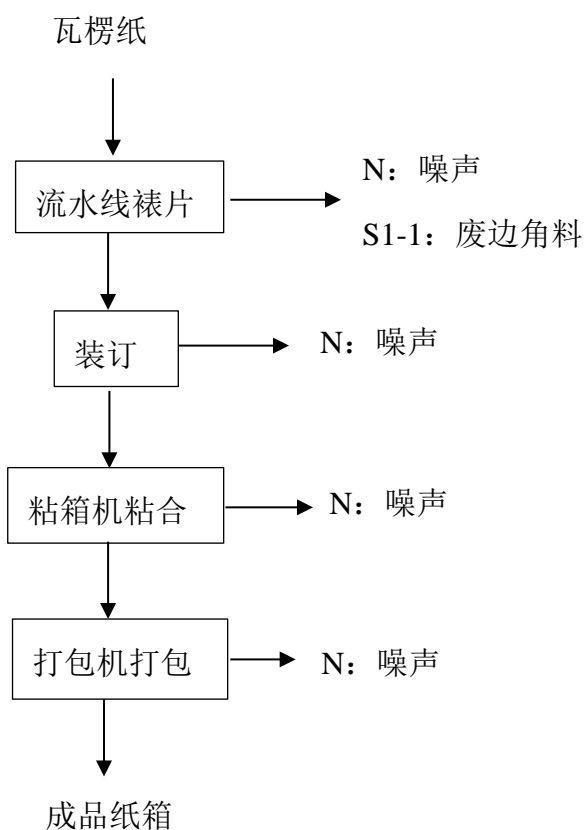 瓦楞纸
流水线裱片
N：噪声
S1-1：废边角料
装订
N：噪声
粘箱机粘合
N：噪声
打包机打包
N：噪声
成品纸箱